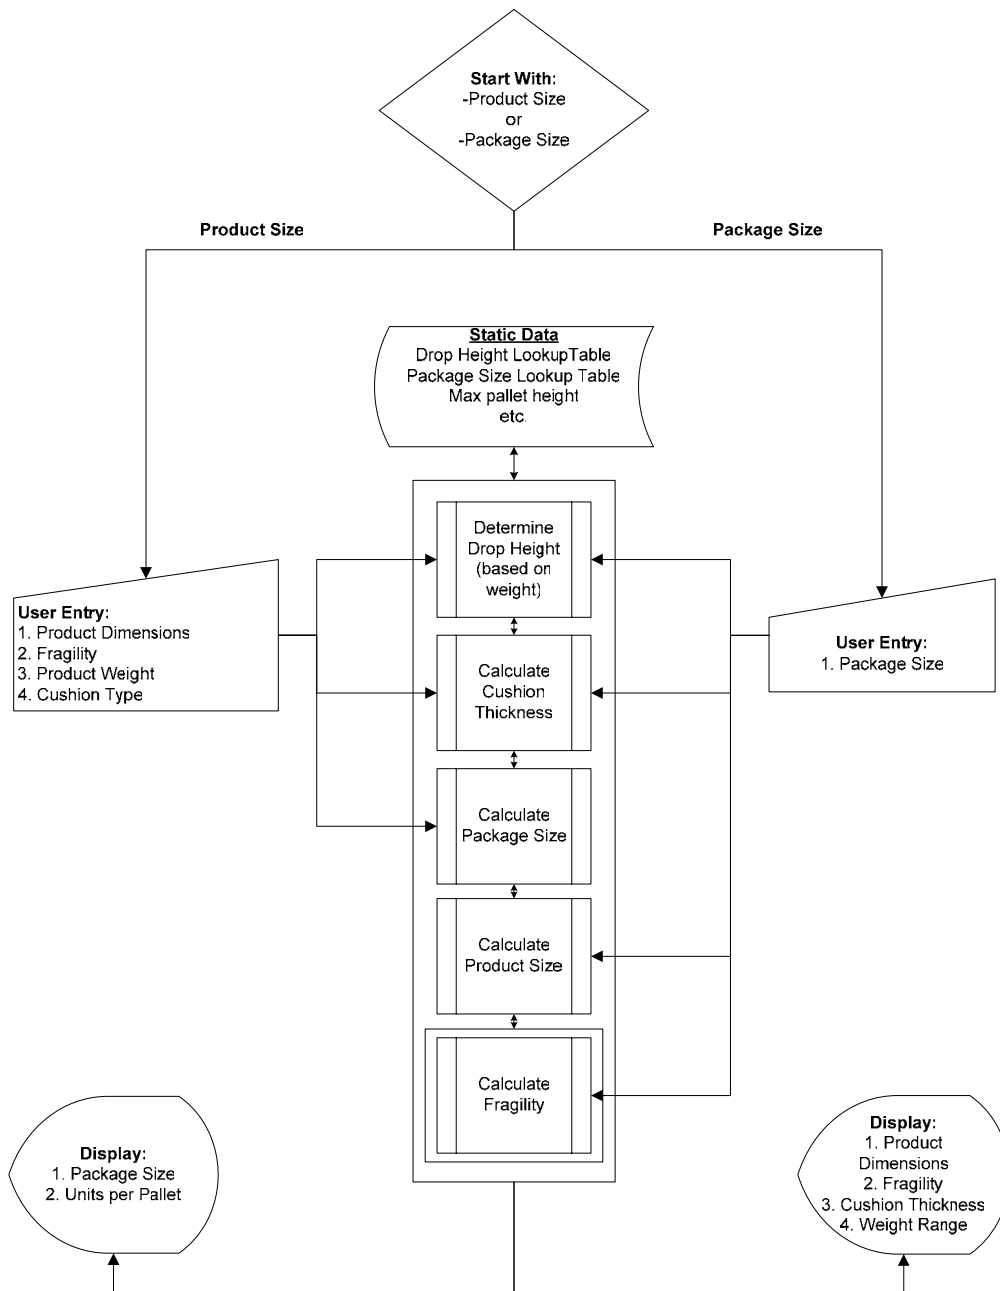 Start With:
-Product Size
or
-Package Size
Product Size
Package Size
Static Data
Drop Height LookupTable
Package Size Lookup Table
Max pallet height
etc.
Determine
Drop Height
(based on
weight)
User Entry:
1. Product Dimensions
2. Fragility
3. Product Weight
4. Cushion Type
User Entry:
1. Package Size
Calculate
Cushion
Thickness
Calculate
Package Size
Calculate
Product Size
Calculate
Fragility
Display:
1. Package Size
2. Units per Pallet
Display:
1. Product
Dimensions
2. Fragility
3. Cushion Thickness
4. Weight Range